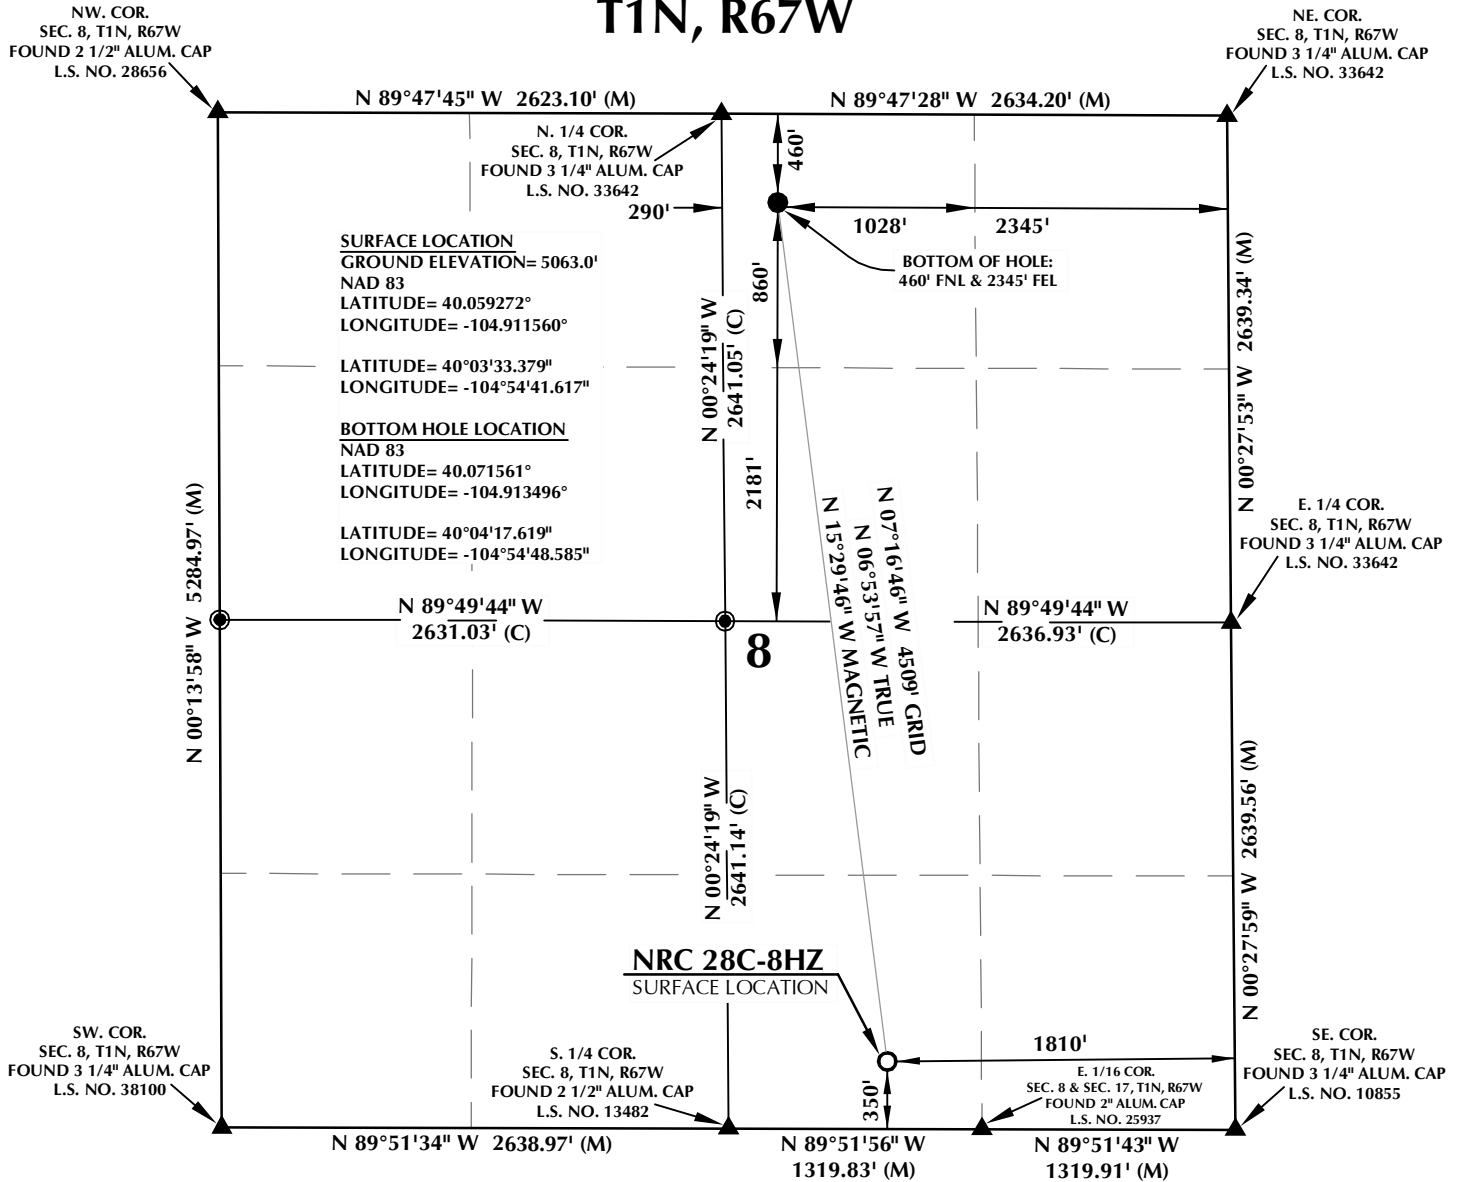 T1N, R67W
NW. COR.
SEC. 8, T1N, R67W
FOUND 2 1/2" ALUM. CAP
L.S. NO. 28656
NE. COR.
SEC. 8, T1N, R67W
FOUND 3 1/4" ALUM. CAP
L.S. NO. 33642
N 89°47'45" W 2623.10' (M)
N 89°47'28" W 2634.20' (M)
N. 1/4 COR.
SEC. 8, T1N, R67W
FOUND 3 1/4" ALUM. CAP
L.S. NO. 33642
460'
290'
1028'
2345'
BOTTOM OF HOLE:
460' FNL & 2345' FEL
860'
SURFACE LOCATION
GROUND ELEVATION= 5063.0'
NAD 83
LATITUDE= 40.059272°
LONGITUDE= -104.911560°
LATITUDE= 40°03'33.379"
LONGITUDE= -104°54'41.617"
BOTTOM HOLE LOCATION
NAD 83
LATITUDE= 40.071561°
LONGITUDE= -104.913496°
LATITUDE= 40°04'17.619"
LONGITUDE= -104°54'48.585"
N 00°24'19" W
2641.05' (C)
2181'
N 00°27'53" W 2639.34' (M)
N 00°13'58" W 5284.97' (M)
N 07°16'46" W 4509' GRID
N 06°53'57" W TRUE
N 15°29'46" W MAGNETIC
E. 1/4 COR.
SEC. 8, T1N, R67W
FOUND 3 1/4" ALUM. CAP
L.S. NO. 33642
N 89°49'44" W
2631.03' (C)
N 89°49'44" W
2636.93' (C)
8
N 00°24'19" W
2641.14' (C)
N 00°27'59" W 2639.56' (M)
NRC 28C-8HZ
SURFACE LOCATION
1810'
350'
SW. COR.
SEC. 8, T1N, R67W
FOUND 3 1/4" ALUM. CAP
L.S. NO. 38100
S. 1/4 COR.
SEC. 8, T1N, R67W
FOUND 2 1/2" ALUM. CAP
L.S. NO. 13482
E. 1/16 COR.
SEC. 8 & SEC. 17, T1N, R67W
FOUND 2" ALUM. CAP
L.S. NO. 25937
SE. COR.
SEC. 8, T1N, R67W
FOUND 3 1/4" ALUM. CAP
L.S. NO. 10855
N 89°51'34" W 2638.97' (M)
N 89°51'56" W
1319.83' (M)
N 89°51'43" W
1319.91' (M)